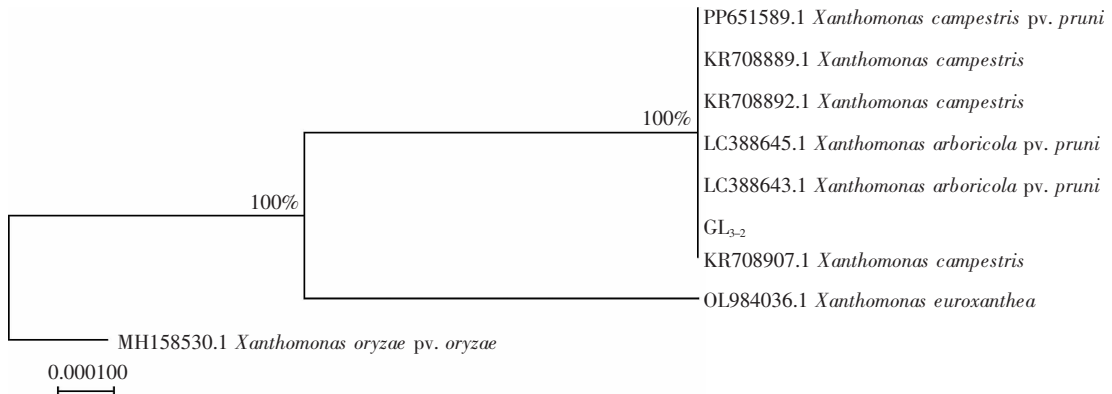 PP651589.1 Xanthomonas campestris pv. pruni
KR708889.1 Xanthomonas campestris
KR708892.1 Xanthomonas campestris
100%
LC388645.1 Xanthomonas arboricola pv. pruni
LC388643.1 Xanthomonas arboricola pv. pruni
100%
GL3-2
KR708907.1 Xanthomonas campestris
OL984036.1 Xanthomonas euroxanthea
MH158530.1 Xanthomonas oryzae pv. oryzae
0.000100